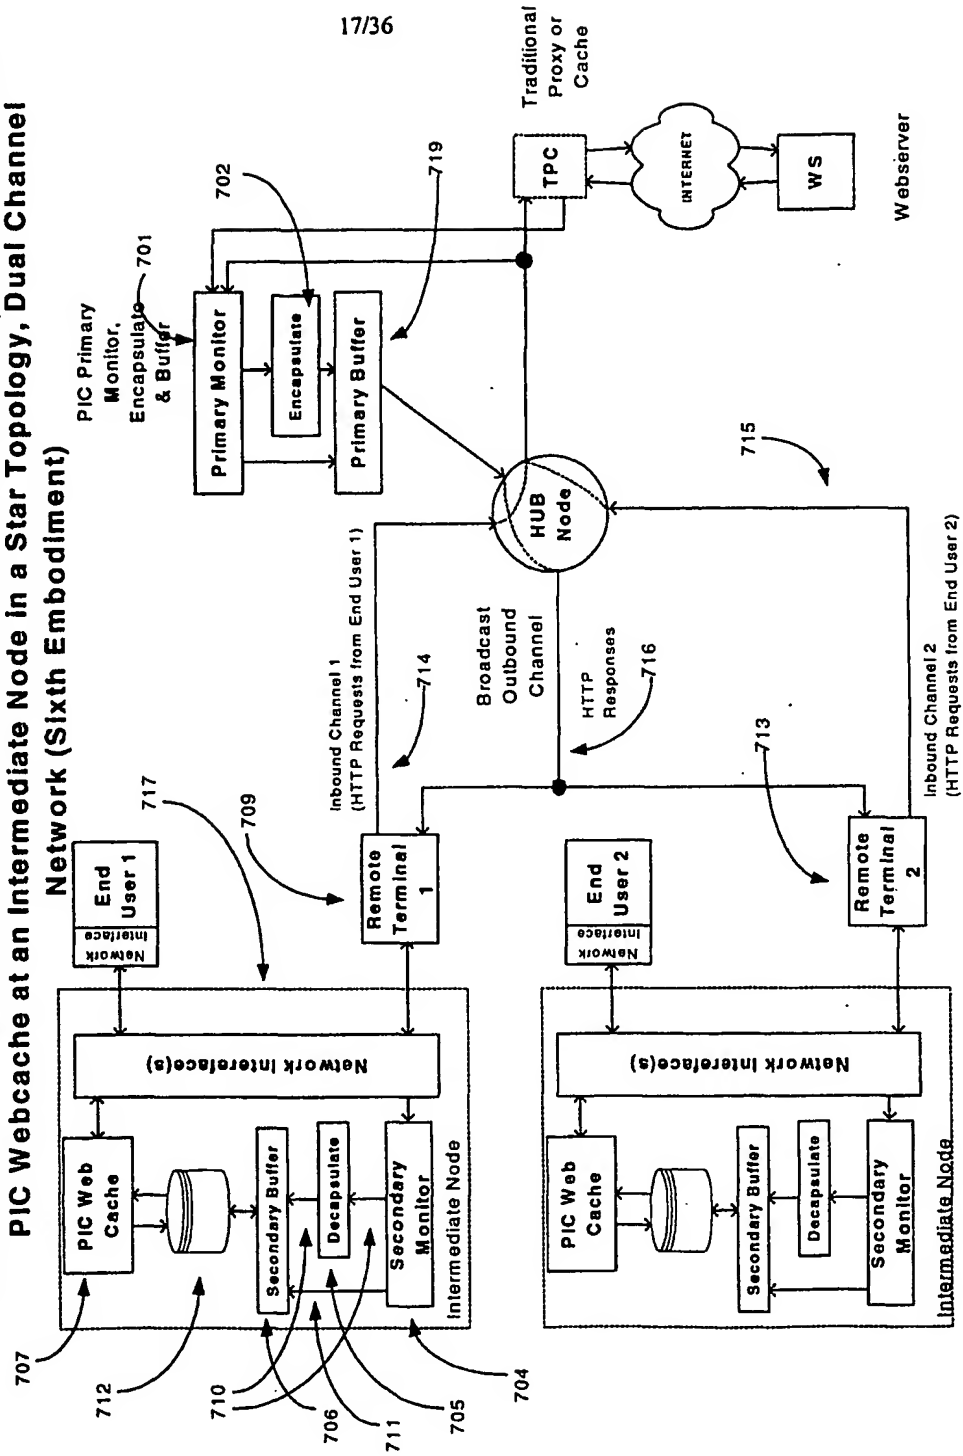 17/36
PIC Webcache at an Intermediate Node in a Star Topology, Dual Channel
Network (Sixth Embodiment)
PIC Primary
Monitor,
Encapsulate
& Buffer
701
Primary Monitor
702
Encapsulate
Primary Buffer
719
Traditional
Proxy or
Cache
TPC
INTERNET
WS
Webserver
HUB
Node
715
Inbound Channel 1
(HTTP Requests from End User 1)
714
Broadcast
Outbound
Channel
HTTP
Responses
716
713
Inbound Channel 2
(HTTP Requests from End User 2)
717
709
End
User 1
Network
Interface
Remote
Terminal
1
End
User 2
Network
Interface
Remote
Terminal
2
Network Intereface(s)
PIC Web
Cache
Secondary Buffer
Decapsulate
Secondary
Monitor
Intermediate Node
707
712
710
706
711
705
704
Network Intereface(s)
PIC Web
Cache
Secondary Buffer
Decapsulate
Secondary
Monitor
Intermediate Node